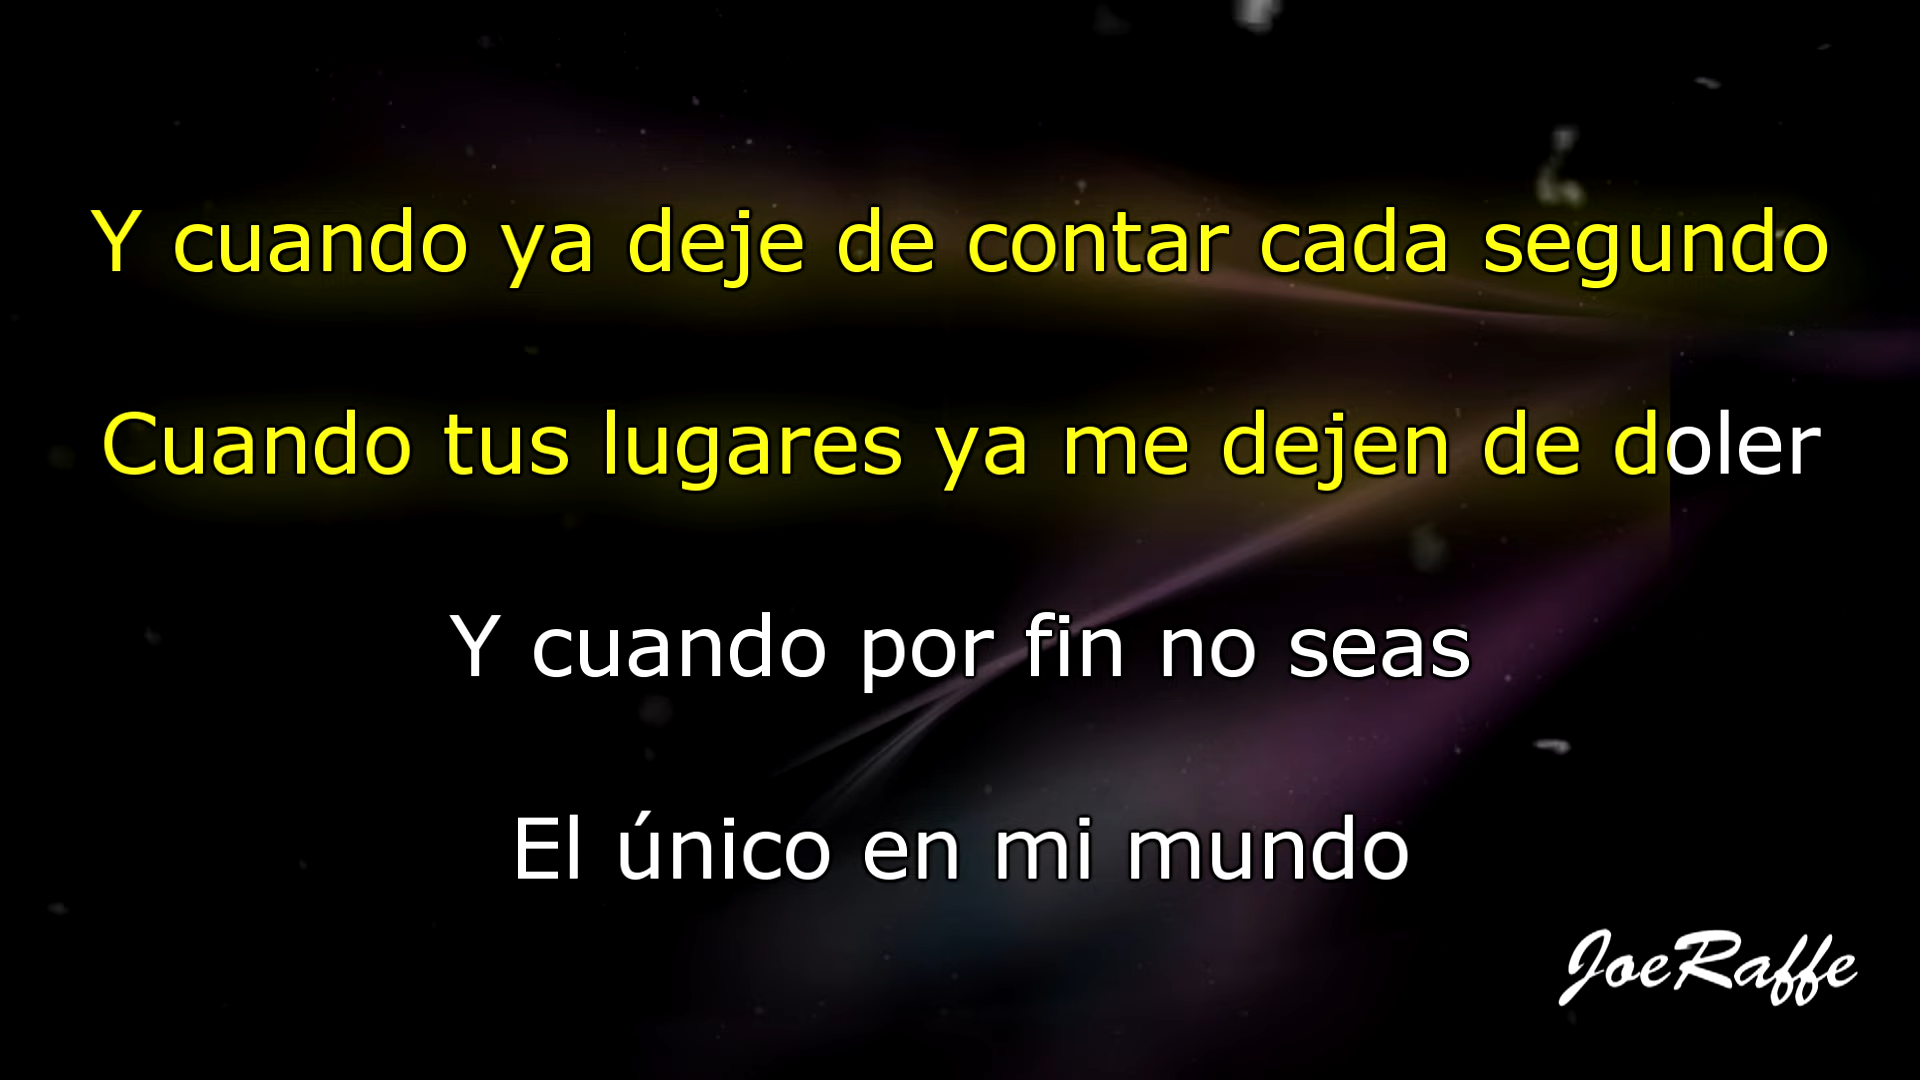 Y cuando ya deje de contar cada segundo
Cuando tus lugares ya me dejen de doler
Y cuando por fin no seas
El único en mi mundo
JoeRaffe